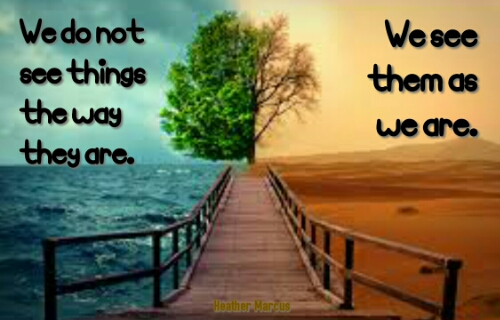 We do not
see things
the way
they are.
We see
them as
we are.
Heather Marcus